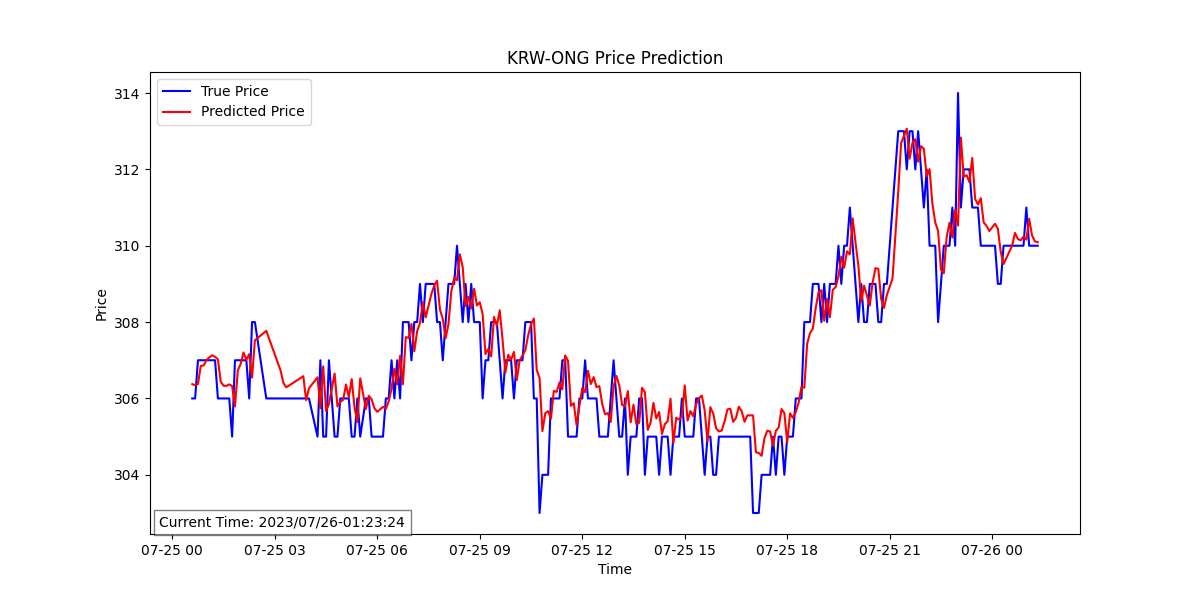 KRW-ONG Price Prediction
True Price
Predicted Price
314
312
310
308
306
304
Price
Current Time: 2023/07/26-01:23:24
07-25 00 07-25 03 07-25 06 07-25 09 07-25 12 07-25 15 07-25 18 07-25 21 07-26 00
Time